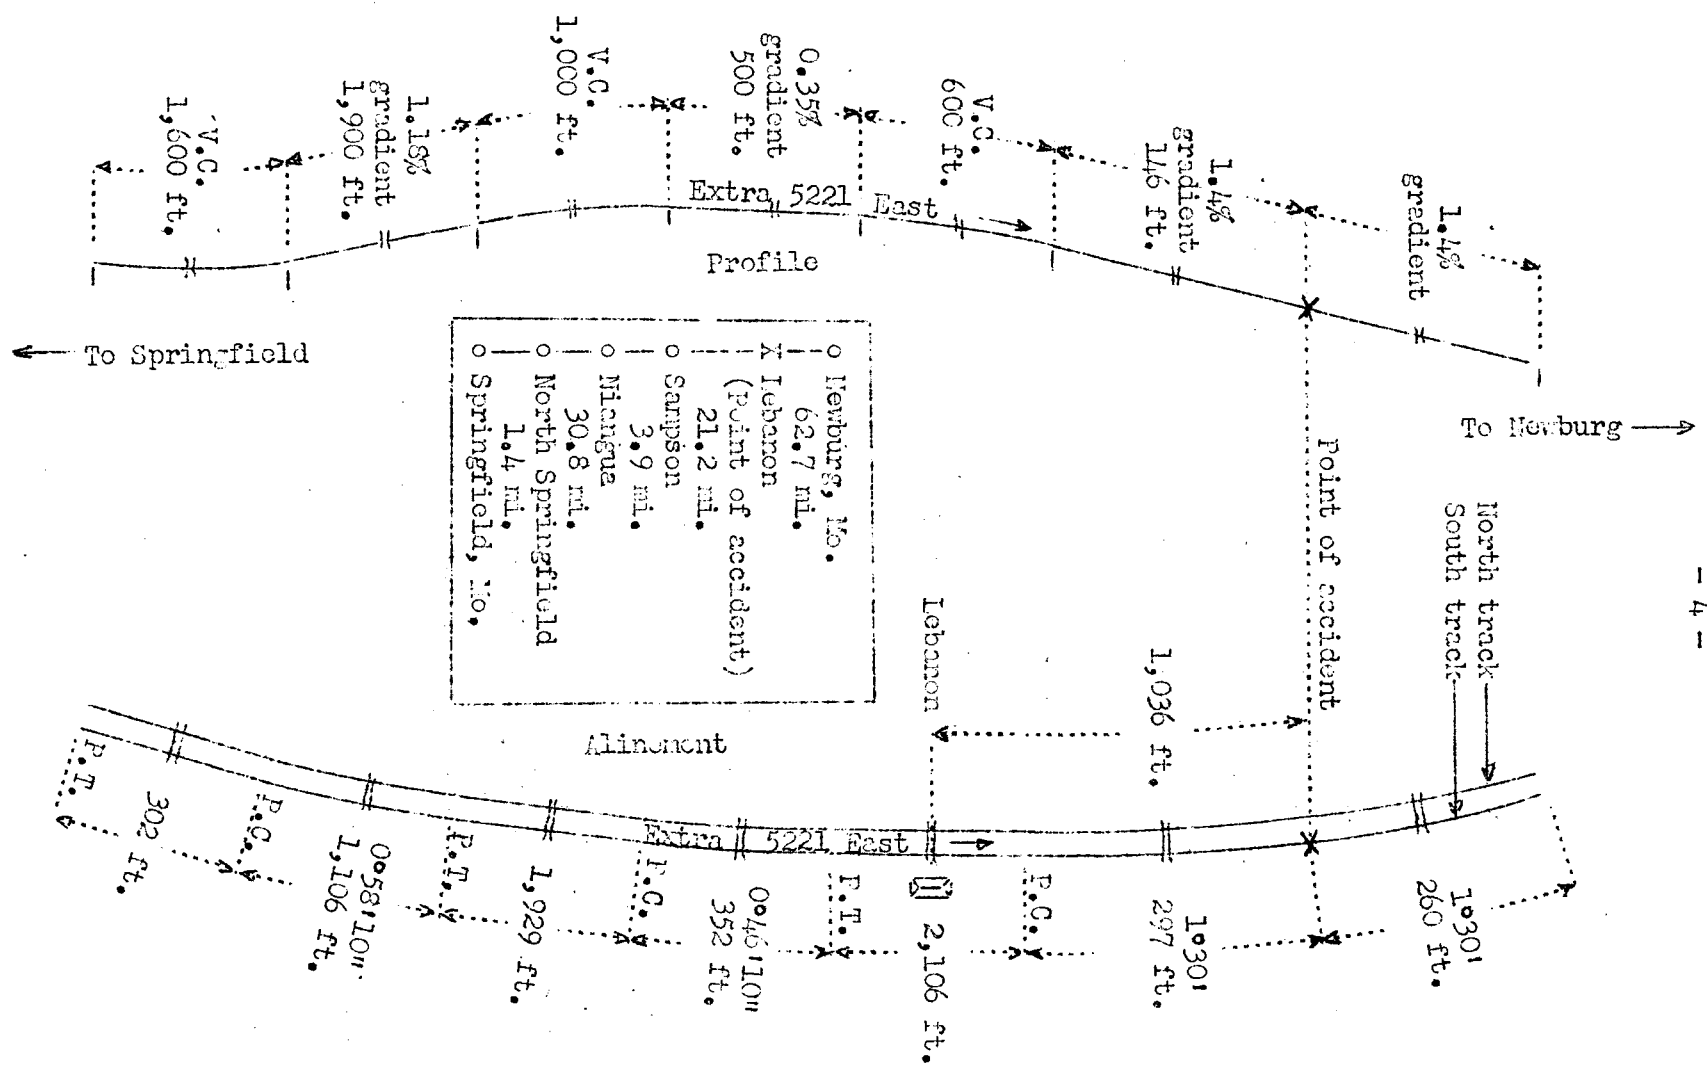 - 4 -
V.C.
1,600 ft.
1.18%
gradient
1,900 ft.
V.C.
1,000 ft.
0.35%
gradient
500 ft.
V.C.
600 ft.
1.4%
gradient
146 ft.
1.4%
gradient
Extra 5221 East
Profile
To Springfield
To Newburg
Newburg, Mo.
62.7 mi.
Lebanon
(Point of accident)
21.2 mi.
Sampson
3.9 mi.
Niangua
30.8 mi.
North Springfield
1.4 mi.
Springfield, Mo.
Point of accident
North track
South track
Lebanon
1,036 ft.
Alinement
Extra 5221 East
P.T.
302 ft.
P.C.
0°58'10"
1,106 ft.
P.T.
1,929 ft.
P.C.
0°46'10"
352 ft.
P.T.
2,106 ft.
P.C.
1°30'
297 ft.
1°30'
260 ft.